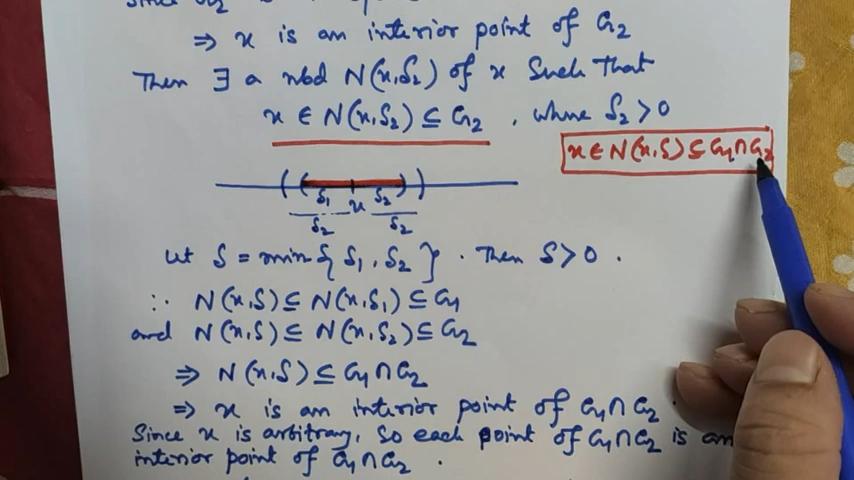 ⇒ x is an interior point of G₂
Then ∃ a nbd N(x,δ₂) of x Such That
x ∈ N(x,δ₂) ⊆ G₂ , where δ₂ > 0
x ∈ N(x,δ) ⊆ G₁∩G₂
( ( δ₁ x δ₂ ) )
δ₂ δ₂
Let δ = min{ δ₁, δ₂ } . Then δ > 0 .
∴ N(x,δ) ⊆ N(x,δ₁) ⊆ G₁
and N(x,δ) ⊆ N(x,δ₂) ⊆ G₂
⇒ N(x,δ) ⊆ G₁∩G₂
⇒ x is an interior point of G₁∩G₂ .
Since x is arbitrary, so each point of G₁∩G₂ is an
interior point of G₁∩G₂ .